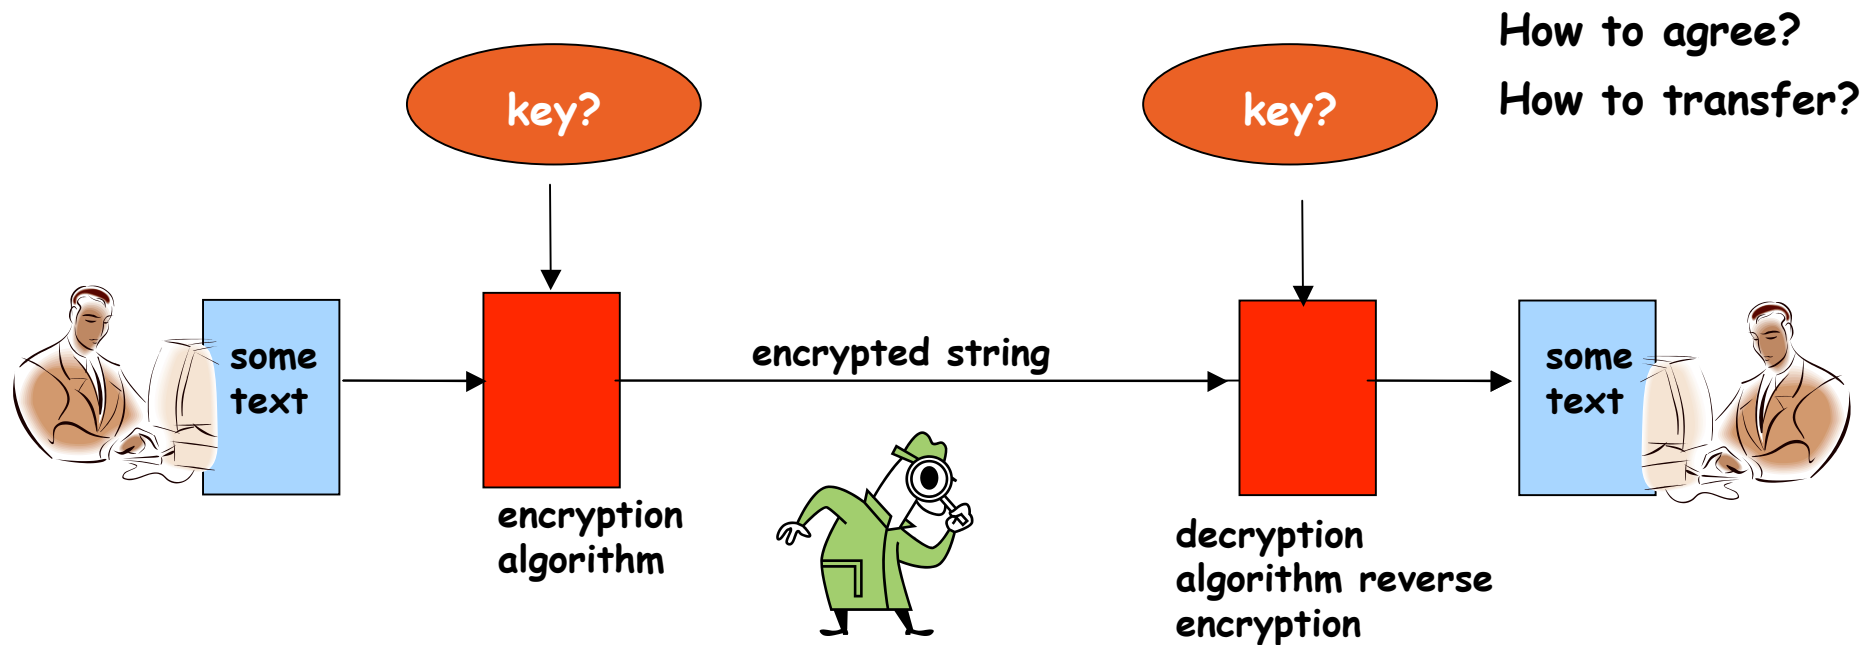 How to agree?
How to transfer?
key?
key?
some
text
encrypted string
some
text
encryption
algorithm
decryption
algorithm reverse
encryption